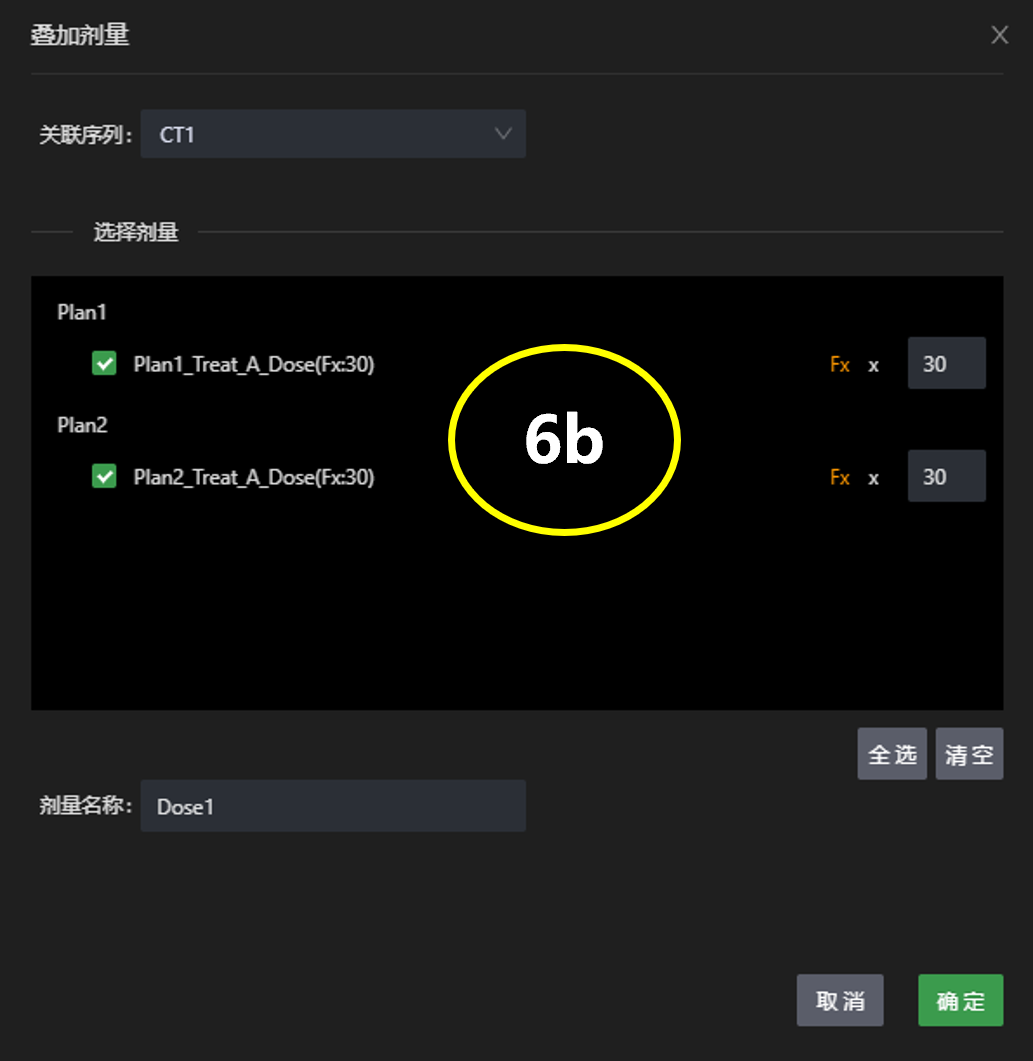 叠加剂量
关联序列: CT1
选择剂量
Plan1
Plan1_Treat_A_Dose(Fx:30) Fx x 30
Plan2
6b
Plan2_Treat_A_Dose(Fx:30) Fx x 30
全选 清空
剂量名称: Dose1
取消 确定